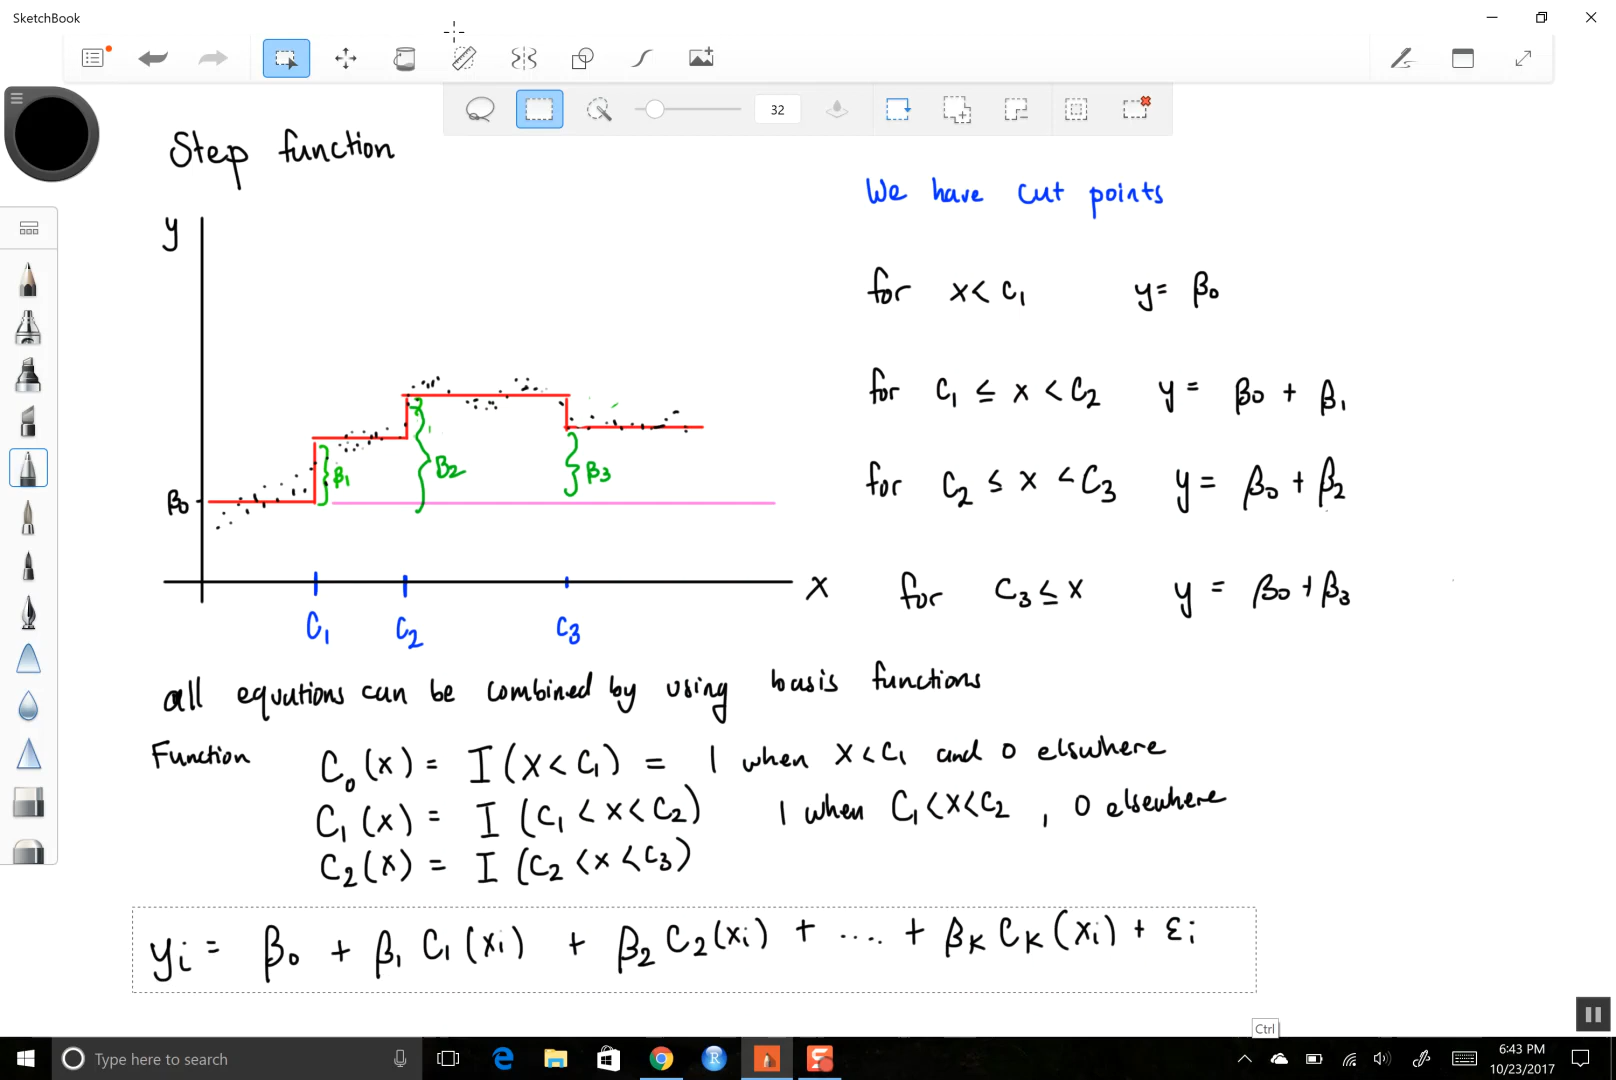 SketchBook
32
Step function
We have cut points
y
for x < c₁ y = β₀
for c₁ ≤ x < c₂ y = β₀ + β₁
for c₂ ≤ x < c₃ y = β₀ + β₂
for c₃ ≤ x y = β₀ + β₃
β₁
β₂
β₃
β₀
x
c₁ c₂ c₃
all equations can be combined by using basis functions
Function C₀(x) = I(x < c₁) = 1 when x < c₁ and 0 elswhere
C₁(x) = I(c₁ < x < c₂) 1 when c₁ < x < c₂ , 0 elsewhere
C₂(x) = I(c₂ < x < c₃)
yᵢ = β₀ + β₁ C₁(xᵢ) + β₂ C₂(xᵢ) + .... + βK CK(xᵢ) + εᵢ
Ctrl
Type here to search
6:43 PM
10/23/2017